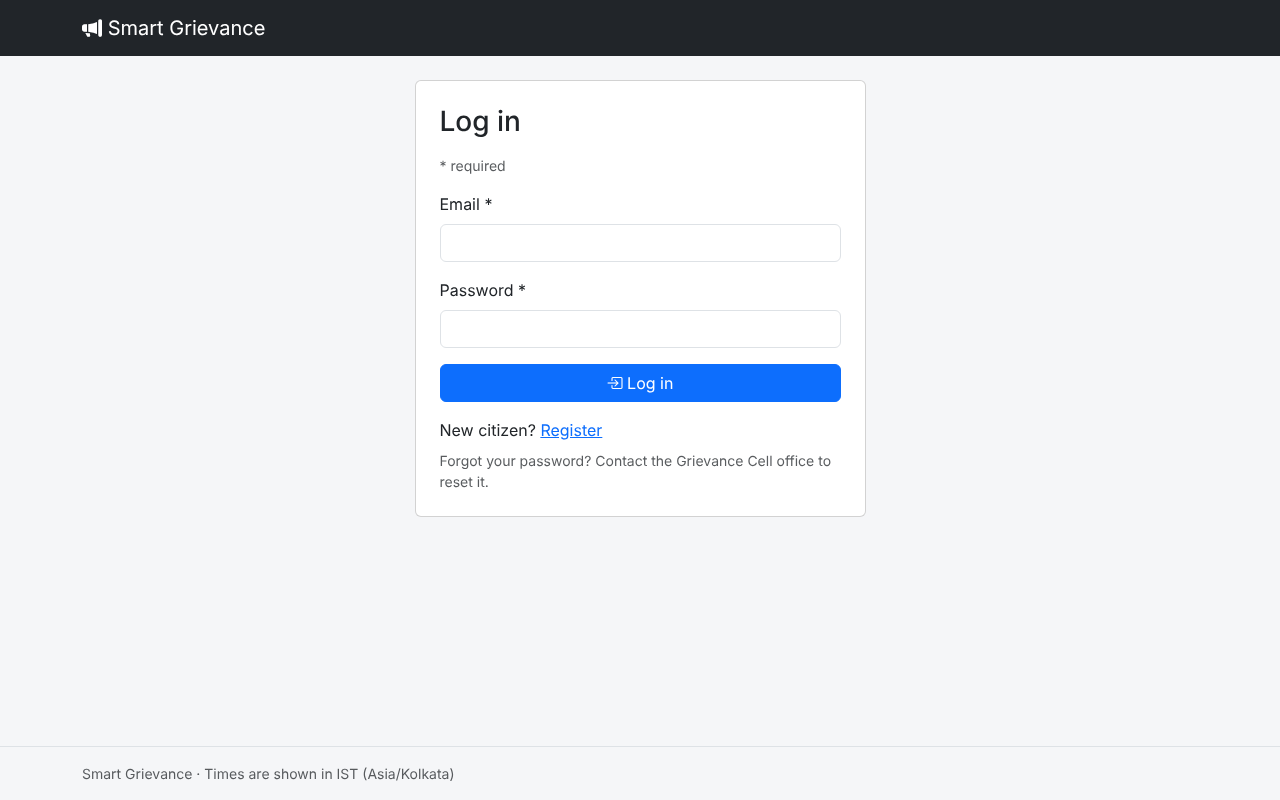 Smart Grievance
Log in
* required
Email *
Password *
Log in
New citizen? Register
Forgot your password? Contact the Grievance Cell office to
reset it.
Smart Grievance · Times are shown in IST (Asia/Kolkata)